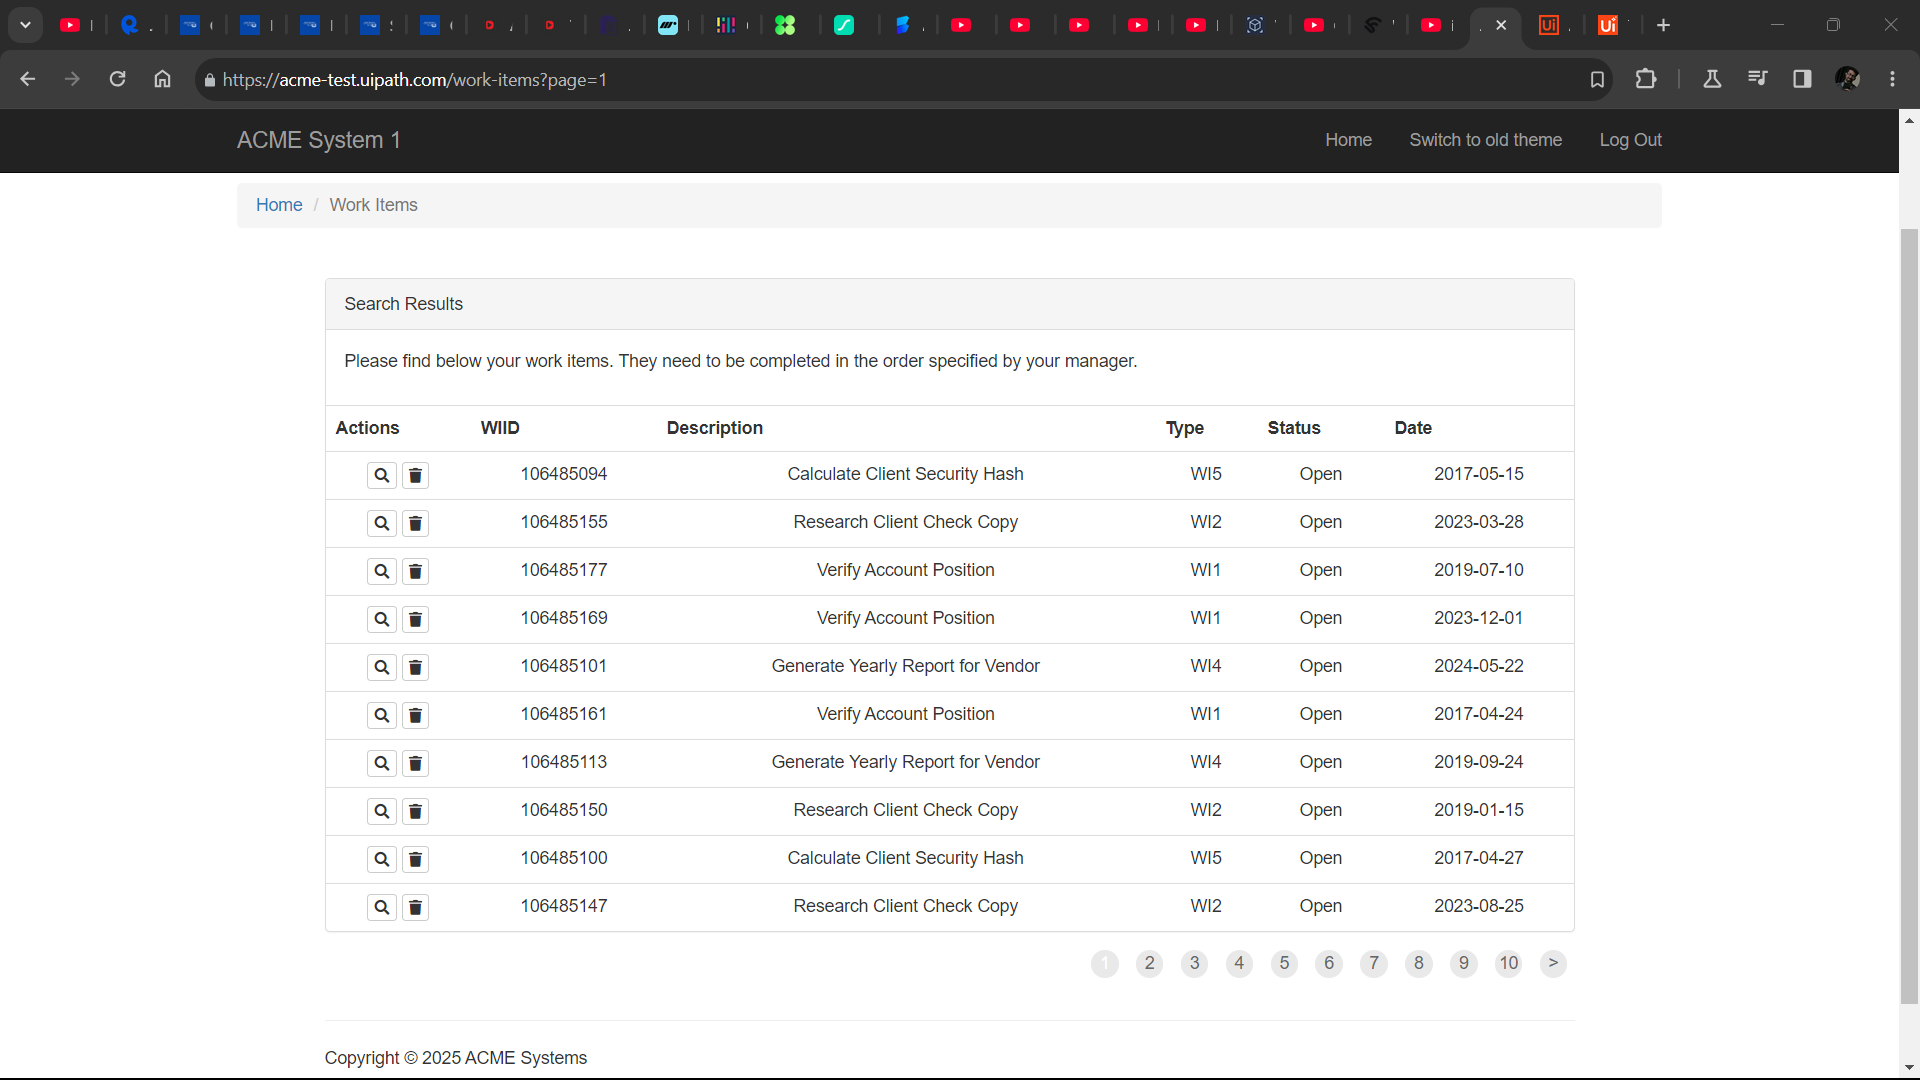 https://acme-test.uipath.com/work-items?page=1
ACME System 1 Home Switch to old theme Log Out
Home / Work Items
Search Results
Please find below your work items. They need to be completed in the order specified by your manager.
Actions WIID Description Type Status Date
106485094 Calculate Client Security Hash WI5 Open 2017-05-15
106485155 Research Client Check Copy WI2 Open 2023-03-28
106485177 Verify Account Position WI1 Open 2019-07-10
106485169 Verify Account Position WI1 Open 2023-12-01
106485101 Generate Yearly Report for Vendor WI4 Open 2024-05-22
106485161 Verify Account Position WI1 Open 2017-04-24
106485113 Generate Yearly Report for Vendor WI4 Open 2019-09-24
106485150 Research Client Check Copy WI2 Open 2019-01-15
106485100 Calculate Client Security Hash WI5 Open 2017-04-27
106485147 Research Client Check Copy WI2 Open 2023-08-25
1 2 3 4 5 6 7 8 9 10 >
Copyright © 2025 ACME Systems